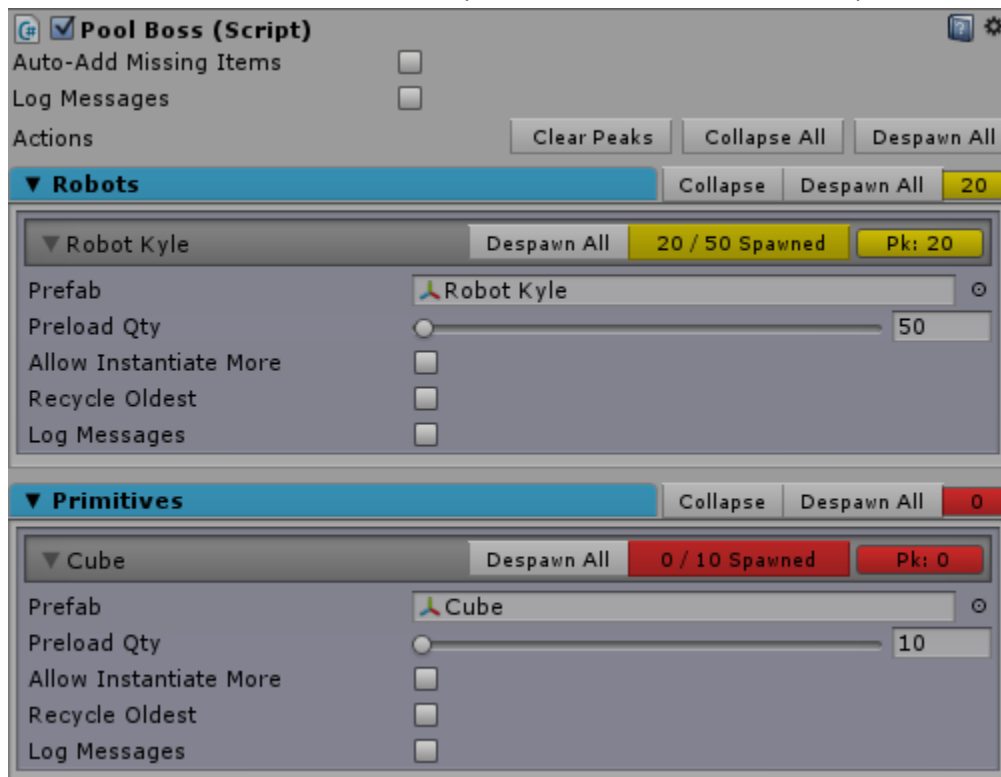 Pool Boss (Script)
Auto-Add Missing Items
Log Messages
Actions Clear Peaks Collapse All Despawn All
▼ Robots Collapse Despawn All 20
▼ Robot Kyle Despawn All 20 / 50 Spawned Pk: 20
Prefab Robot Kyle
Preload Qty 50
Allow Instantiate More
Recycle Oldest
Log Messages
▼ Primitives Collapse Despawn All 0
▼ Cube Despawn All 0 / 10 Spawned Pk: 0
Prefab Cube
Preload Qty 10
Allow Instantiate More
Recycle Oldest
Log Messages